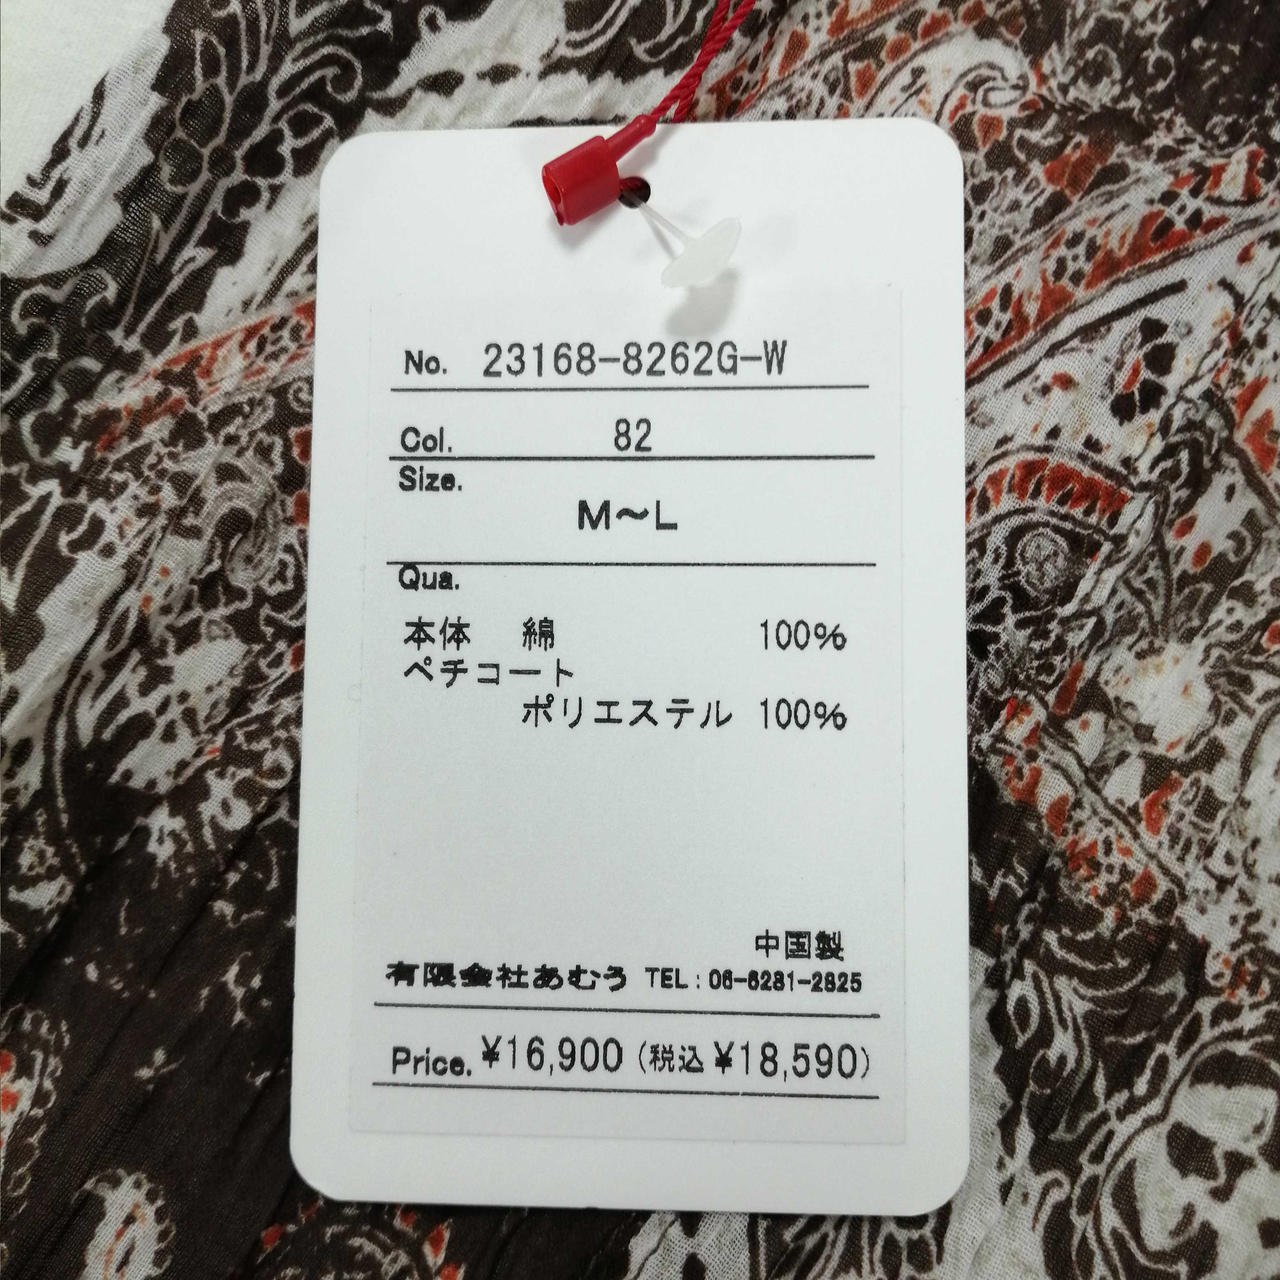 No. 23168-8262G-W
Col. 82
Size.
M～L
Qua.
本体 綿 100%
ペチコート
ポリエステル 100%
中国製
有限会社あむう TEL:06-6281-2825
Price. ¥16,900 (税込 ¥18,590)